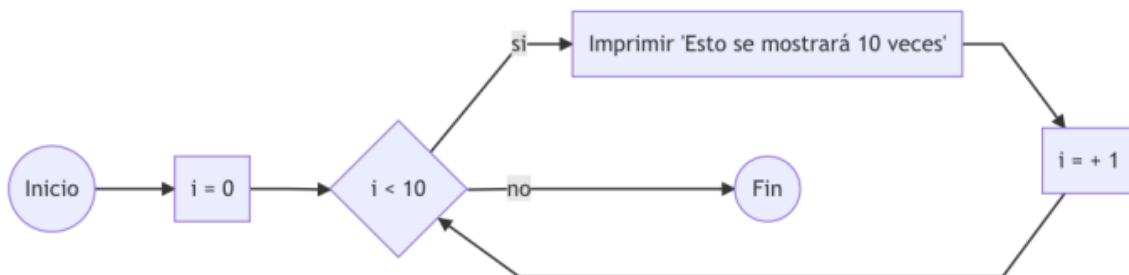 Inicio
i = 0
i < 10
si
Imprimir 'Esto se mostrará 10 veces'
i = + 1
no
Fin